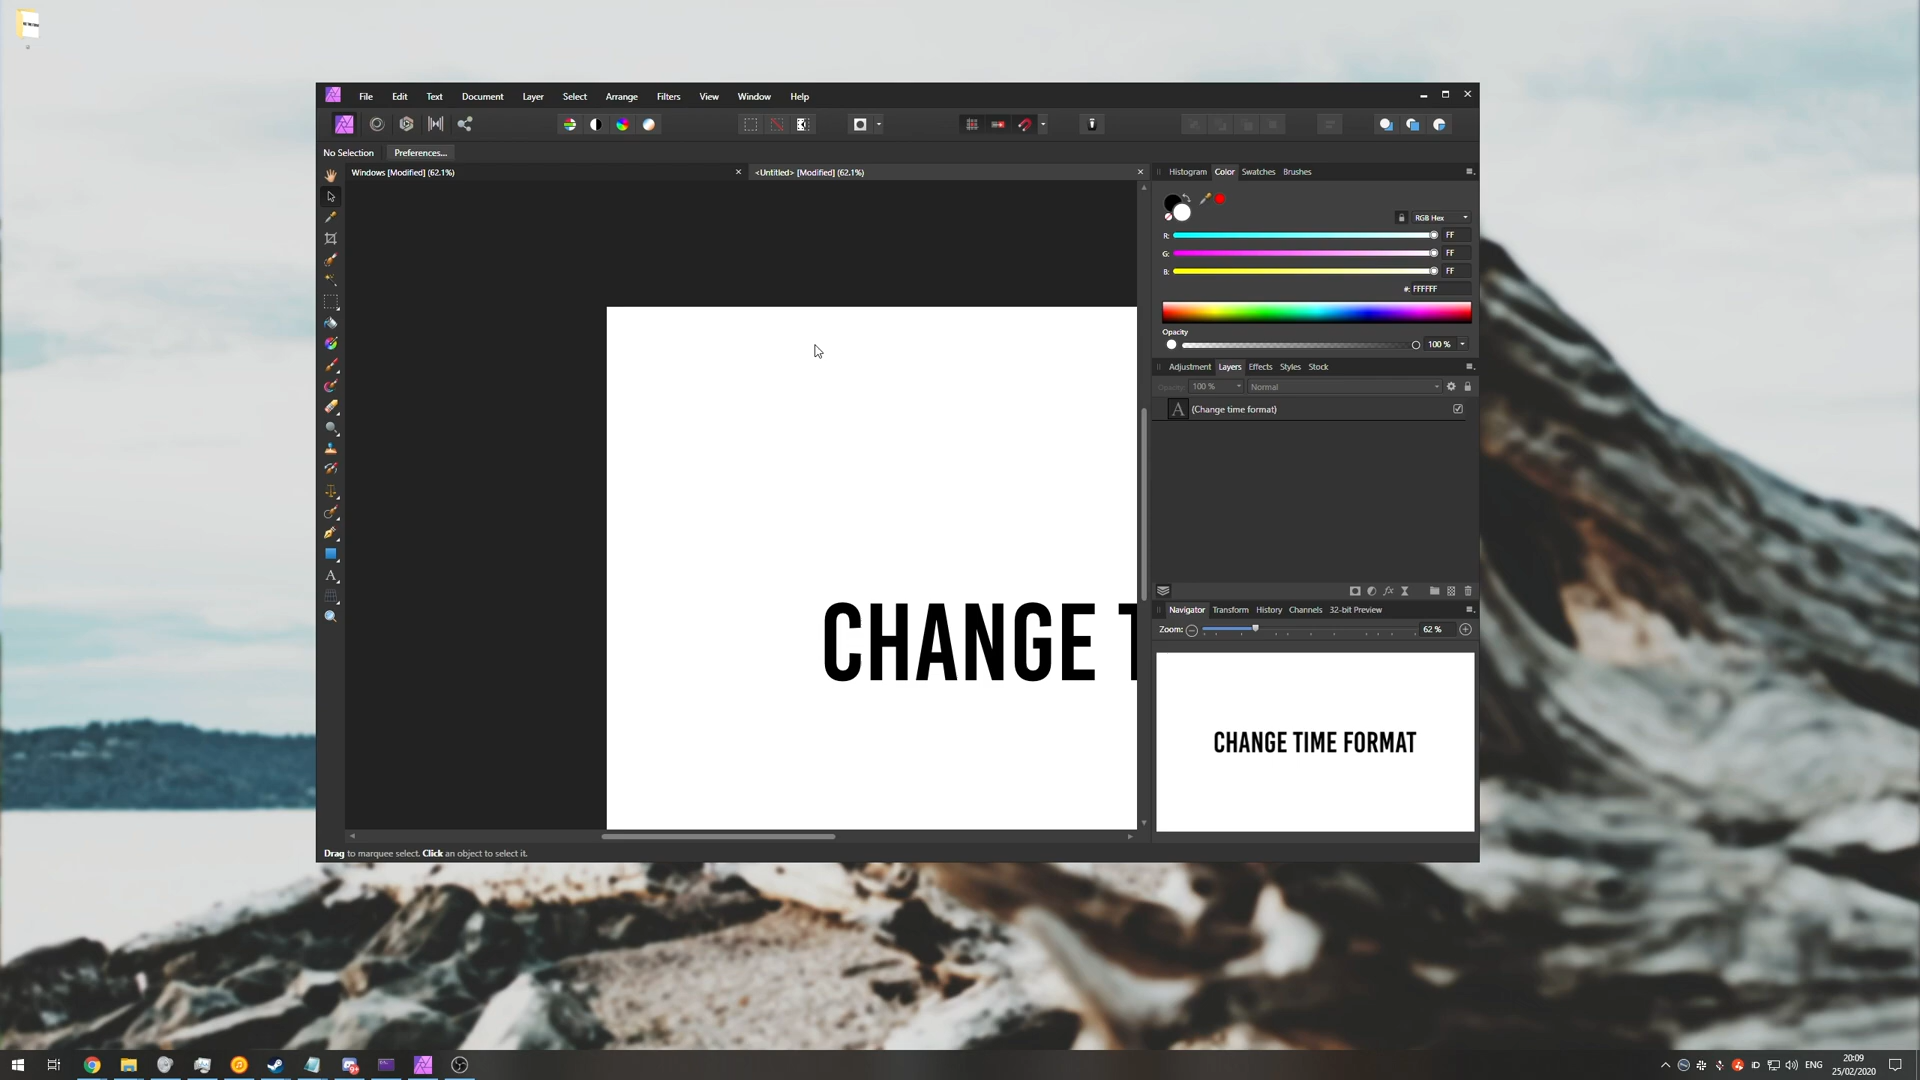 File Edit Text Document Layer Select Arrange Filters View Window Help
No Selection Preferences...
Windows [Modified] (62.1%)
<Untitled> [Modified] (62.1%)
Histogram Color Swatches Brushes
RGB Hex
R: FF
G: FF
B: FF
#: FFFFFF
Opacity
100 %
Adjustment Layers Effects Styles Stock
Opacity: 100 % Normal
A (Change time format)
CHANGE T
Navigator Transform History Channels 32-bit Preview
Zoom: 62 %
CHANGE TIME FORMAT
Drag to marquee select. Click an object to select it.
ENG
20:09
25/02/2020